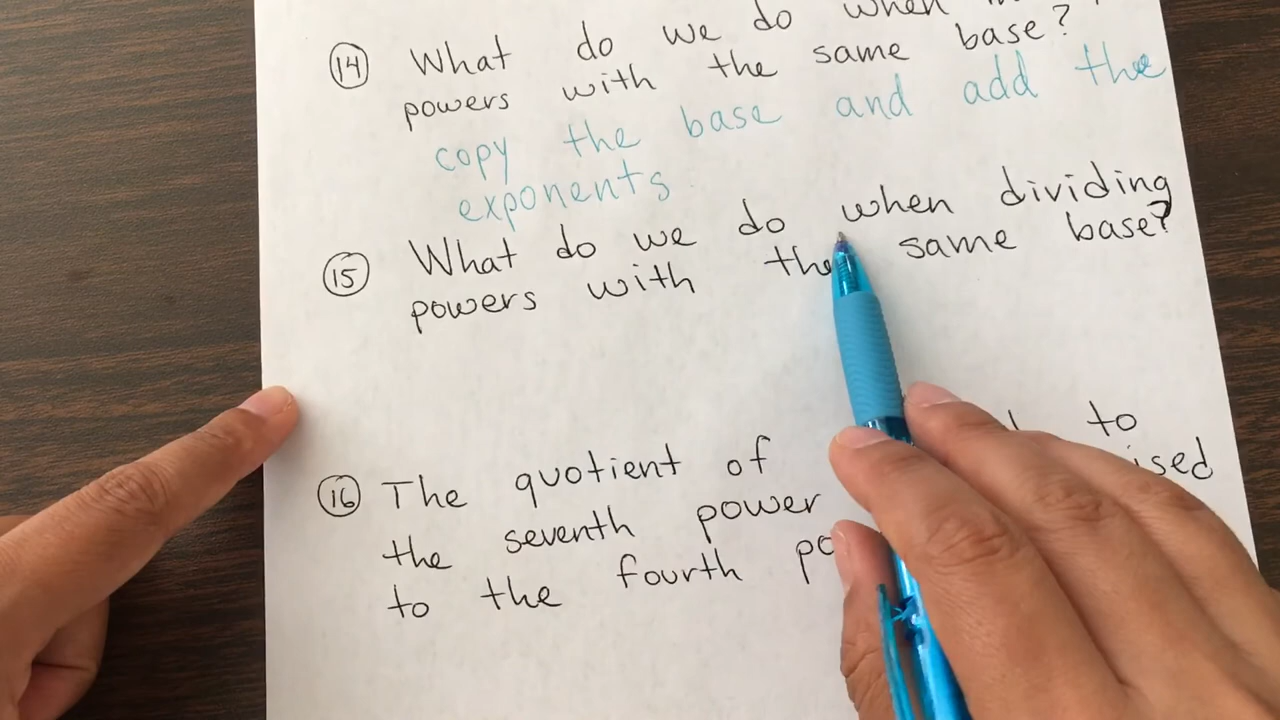 14 What do we do when
powers with the same base?
copy the base and add the
exponents
15 What do we do when dividing
powers with the same base?
16 The quotient of to
the seventh power
to the fourth